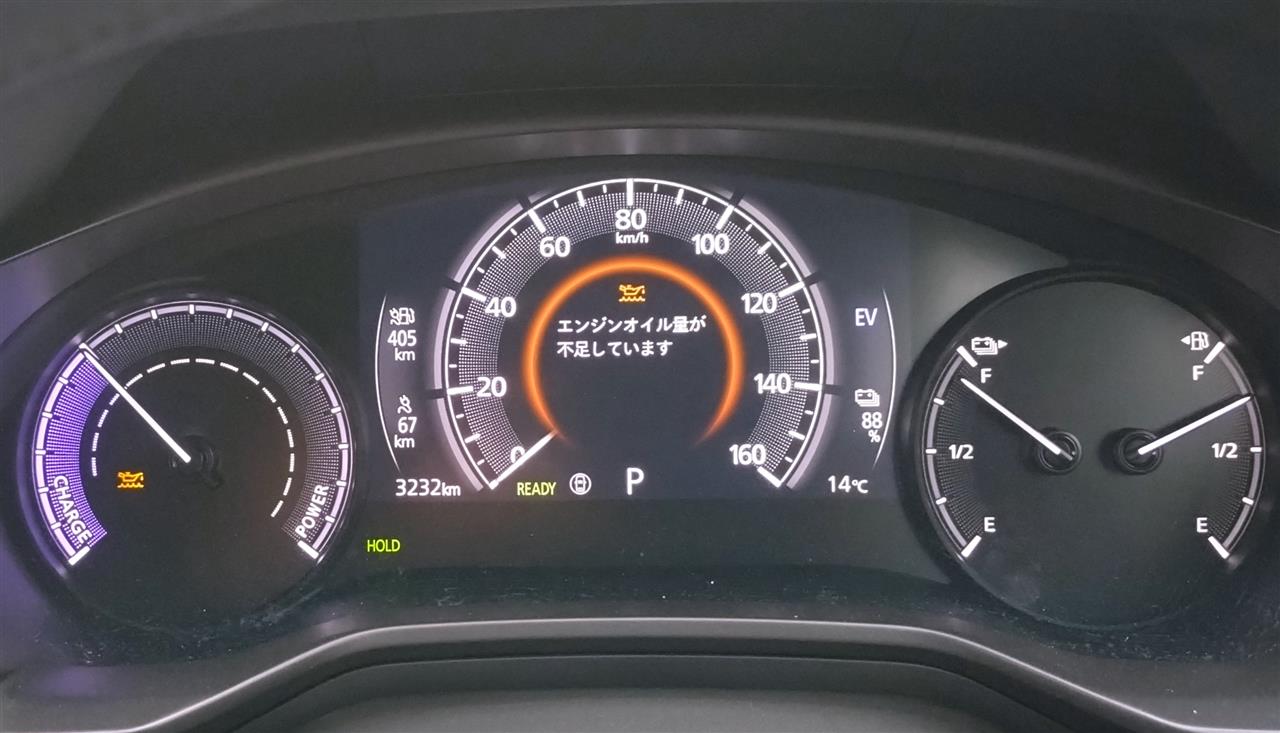 80
km/h
60
100
40
120
20
140
0
160
エンジンオイル量が
不足しています
405
km
67
km
3232km
READY
P
14℃
EV
88
%
HOLD
CHARGE
POWER
F
1/2
E
F
1/2
E